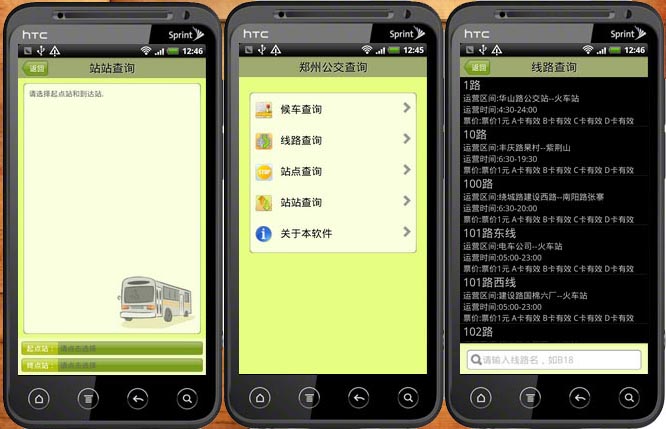 htc
Sprint
12:46
返回
站站查询
请选择起点站和到达站.
起点站：
请点击选择
终点站：
请点击选择
htc
Sprint
12:45
郑州公交查询
候车查询
线路查询
STOP
站点查询
站站查询
关于本软件
htc
Sprint
12:46
返回
线路查询
1路
运营区间:华山路公交站--火车站
运营时间:4:30-24:00
票价:票价1元 A卡有效 B卡有效 C卡有效 D卡有效
10路
运营区间:丰庆路杲村--紫荆山
运营时间:6:30-19:30
票价:票价1元 A卡有效 B卡有效 C卡有效 D卡有效
100路
运营区间:绕城路建设西路--南阳路张寨
运营时间:6:30-20:00
票价:票价1元 A卡有效 B卡有效 C卡有效 D卡有效
101路东线
运营区间:电车公司--火车站
运营时间:05:00-23:00
票价:票价1元 A卡有效 B卡有效 C卡有效 D卡有效
101路西线
运营区间:建设路国棉六厂--火车站
运营时间:05:00-23:00
票价:票价1元 A卡有效 B卡有效 C卡有效 D卡有效
102路
请输入线路名，如B18